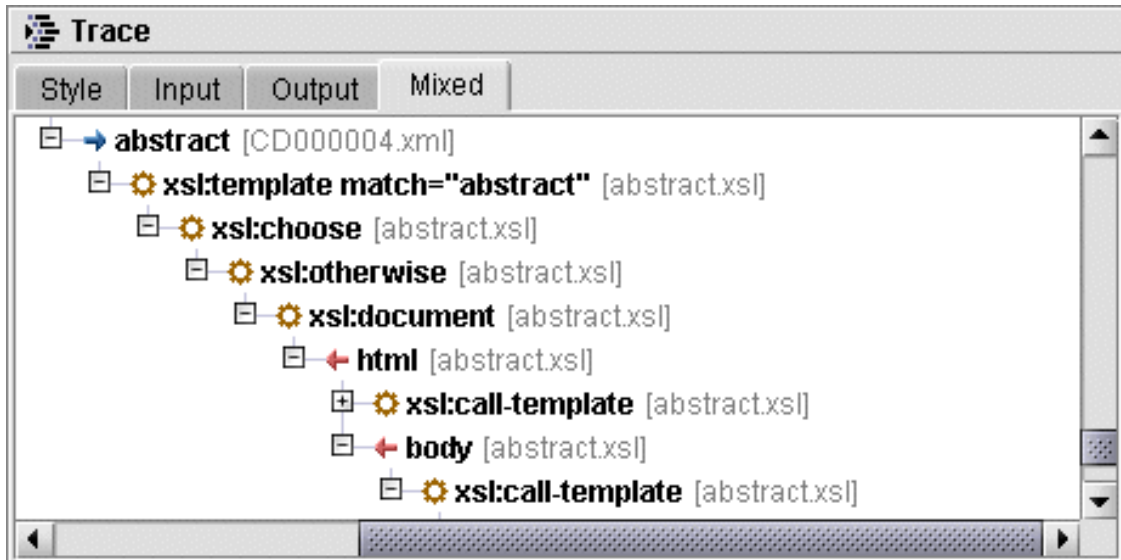 Trace
Style Input Output Mixed
abstract [CD000004.xml]
xsl:template match="abstract" [abstract.xsl]
xsl:choose [abstract.xsl]
xsl:otherwise [abstract.xsl]
xsl:document [abstract.xsl]
html [abstract.xsl]
xsl:call-template [abstract.xsl]
body [abstract.xsl]
xsl:call-template [abstract.xsl]